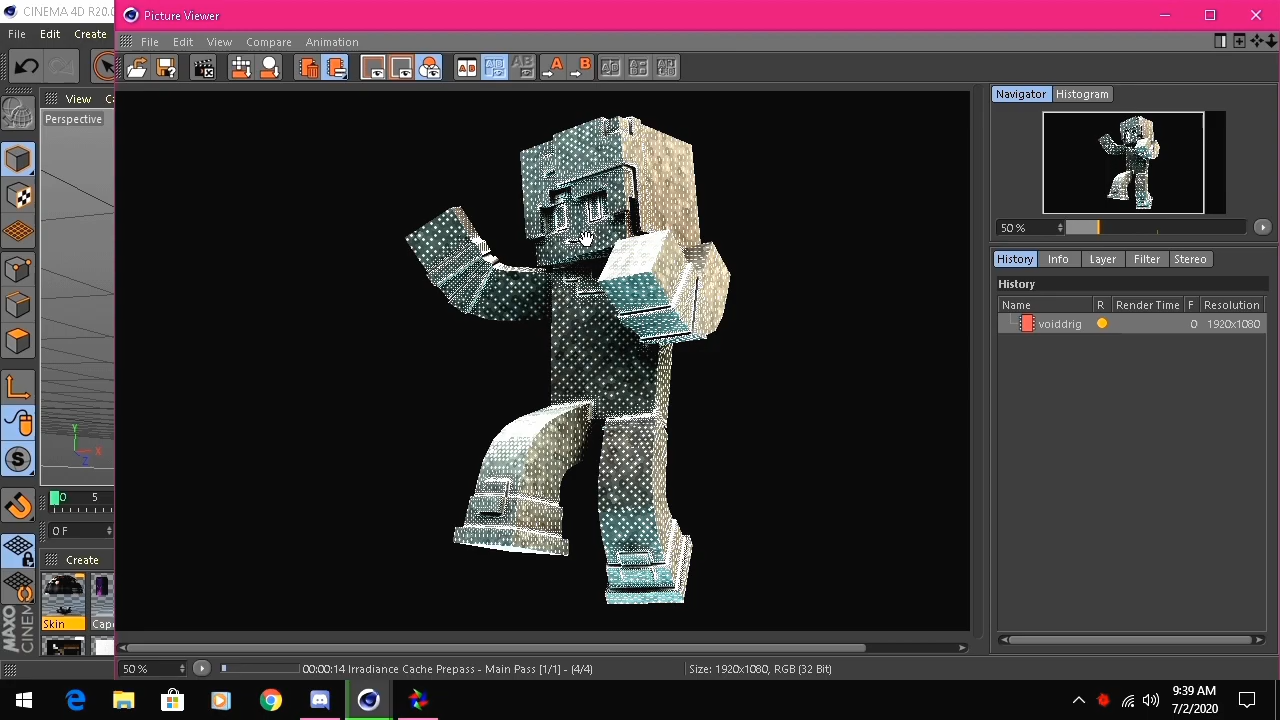 CINEMA 4D R20.0
Picture Viewer
File Edit Create
File Edit View Compare Animation
View
Navigator Histogram
Perspective
50 %
History Info Layer Filter Stereo
History
Name R Render Time F Resolution
voiddrig 0 1920x1080
Y
X
Z
0 5
0 F
Create
Skin
50 % 00:00:14 Irradiance Cache Prepass - Main Pass [1/1] - (4/4) Size: 1920x1080, RGB (32 Bit)
9:39 AM
7/2/2020